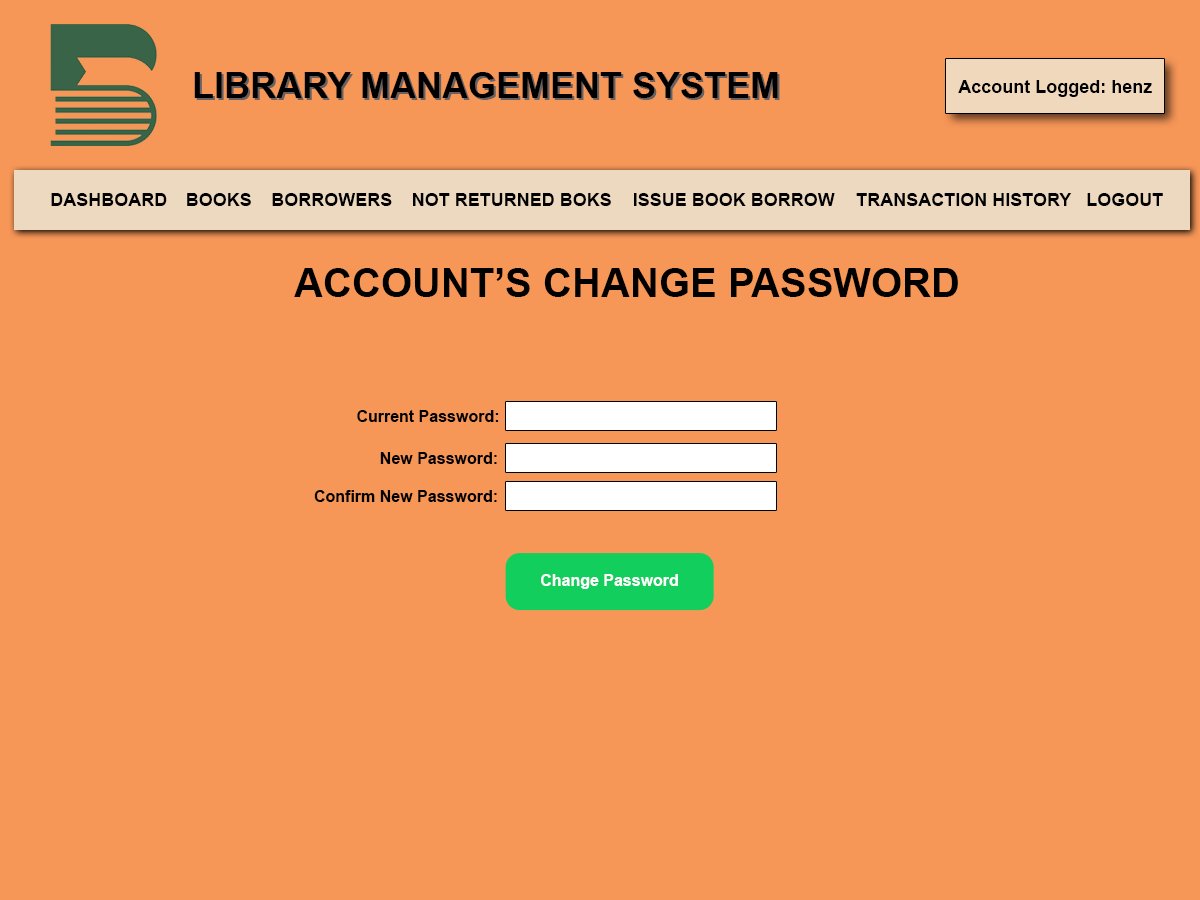 LIBRARY MANAGEMENT SYSTEM
Account Logged: henz
DASHBOARD BOOKS BORROWERS NOT RETURNED BOKS ISSUE BOOK BORROW TRANSACTION HISTORY LOGOUT
ACCOUNT’S CHANGE PASSWORD
Current Password:
New Password:
Confirm New Password:
Change Password